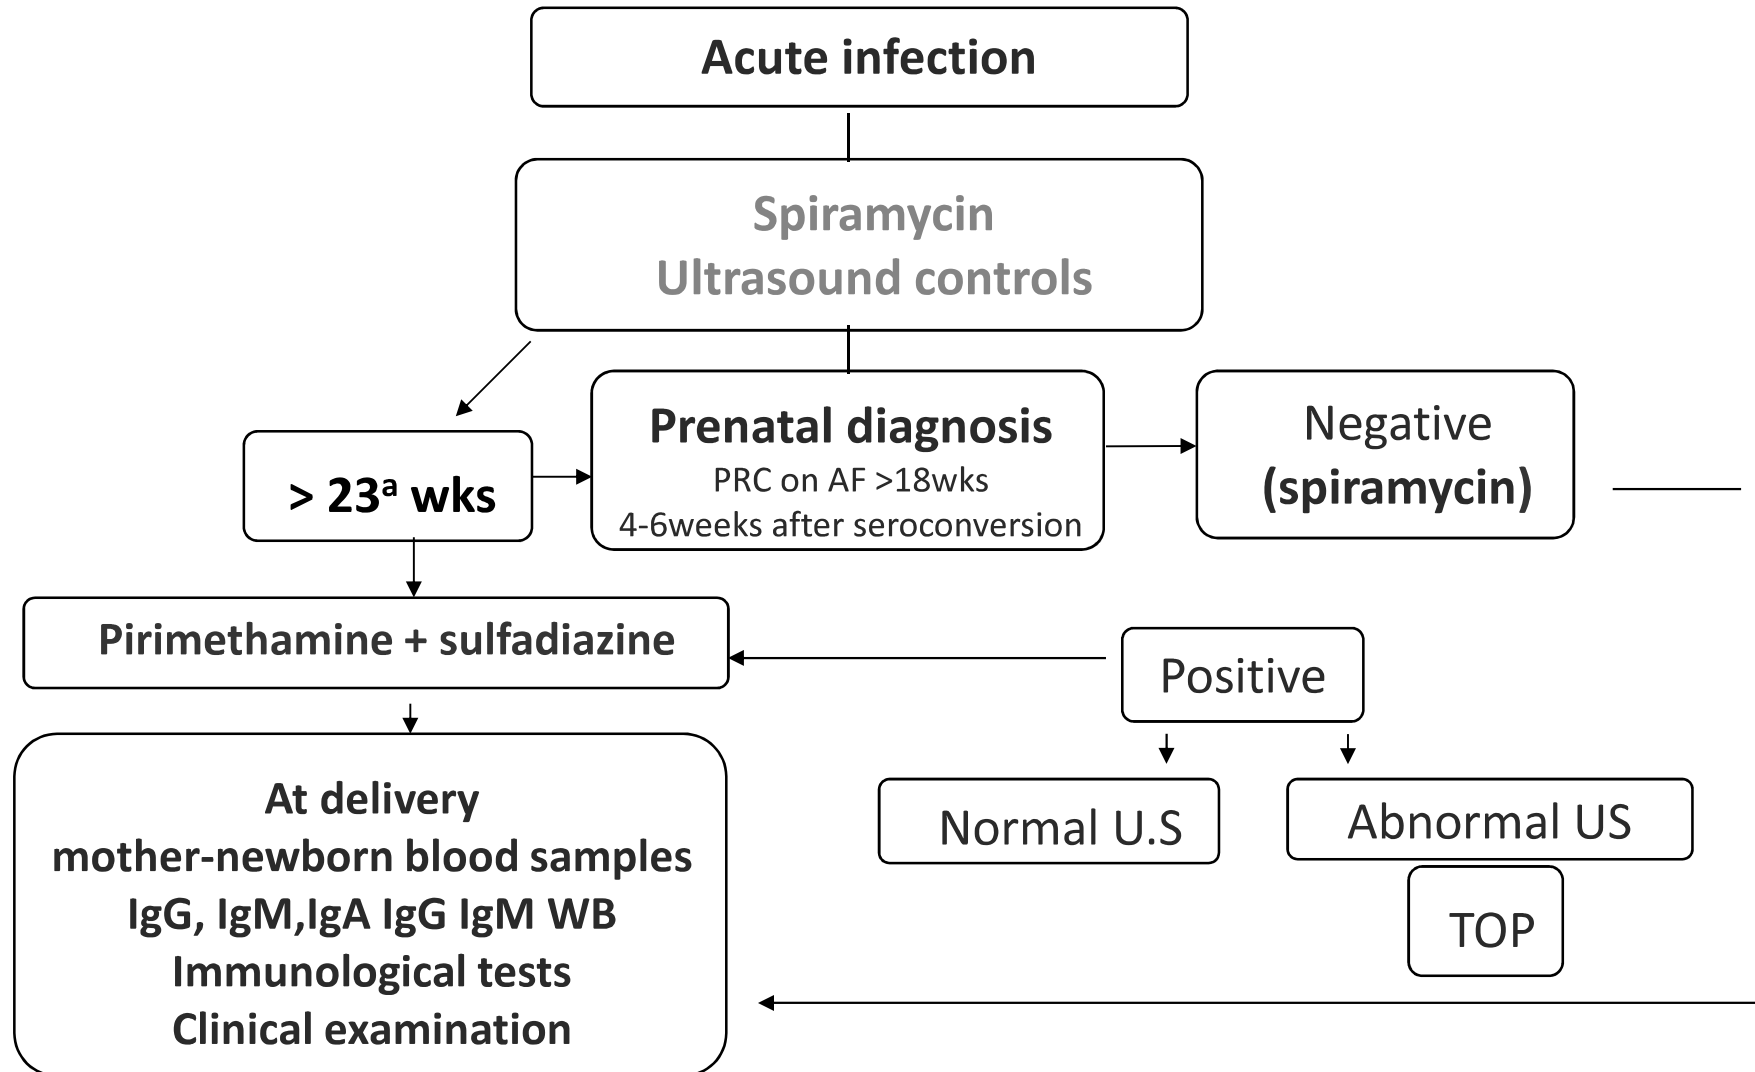 Acute infection
Spiramycin
Ultrasound controls
Prenatal diagnosis
PRC on AF >18wks
4-6weeks after seroconversion
Negative
(spiramycin)
> 23ª wks
Pirimethamine + sulfadiazine
Positive
Normal U.S
Abnormal US
TOP
At delivery
mother-newborn blood samples
IgG, IgM,IgA IgG IgM WB
Immunological tests
Clinical examination